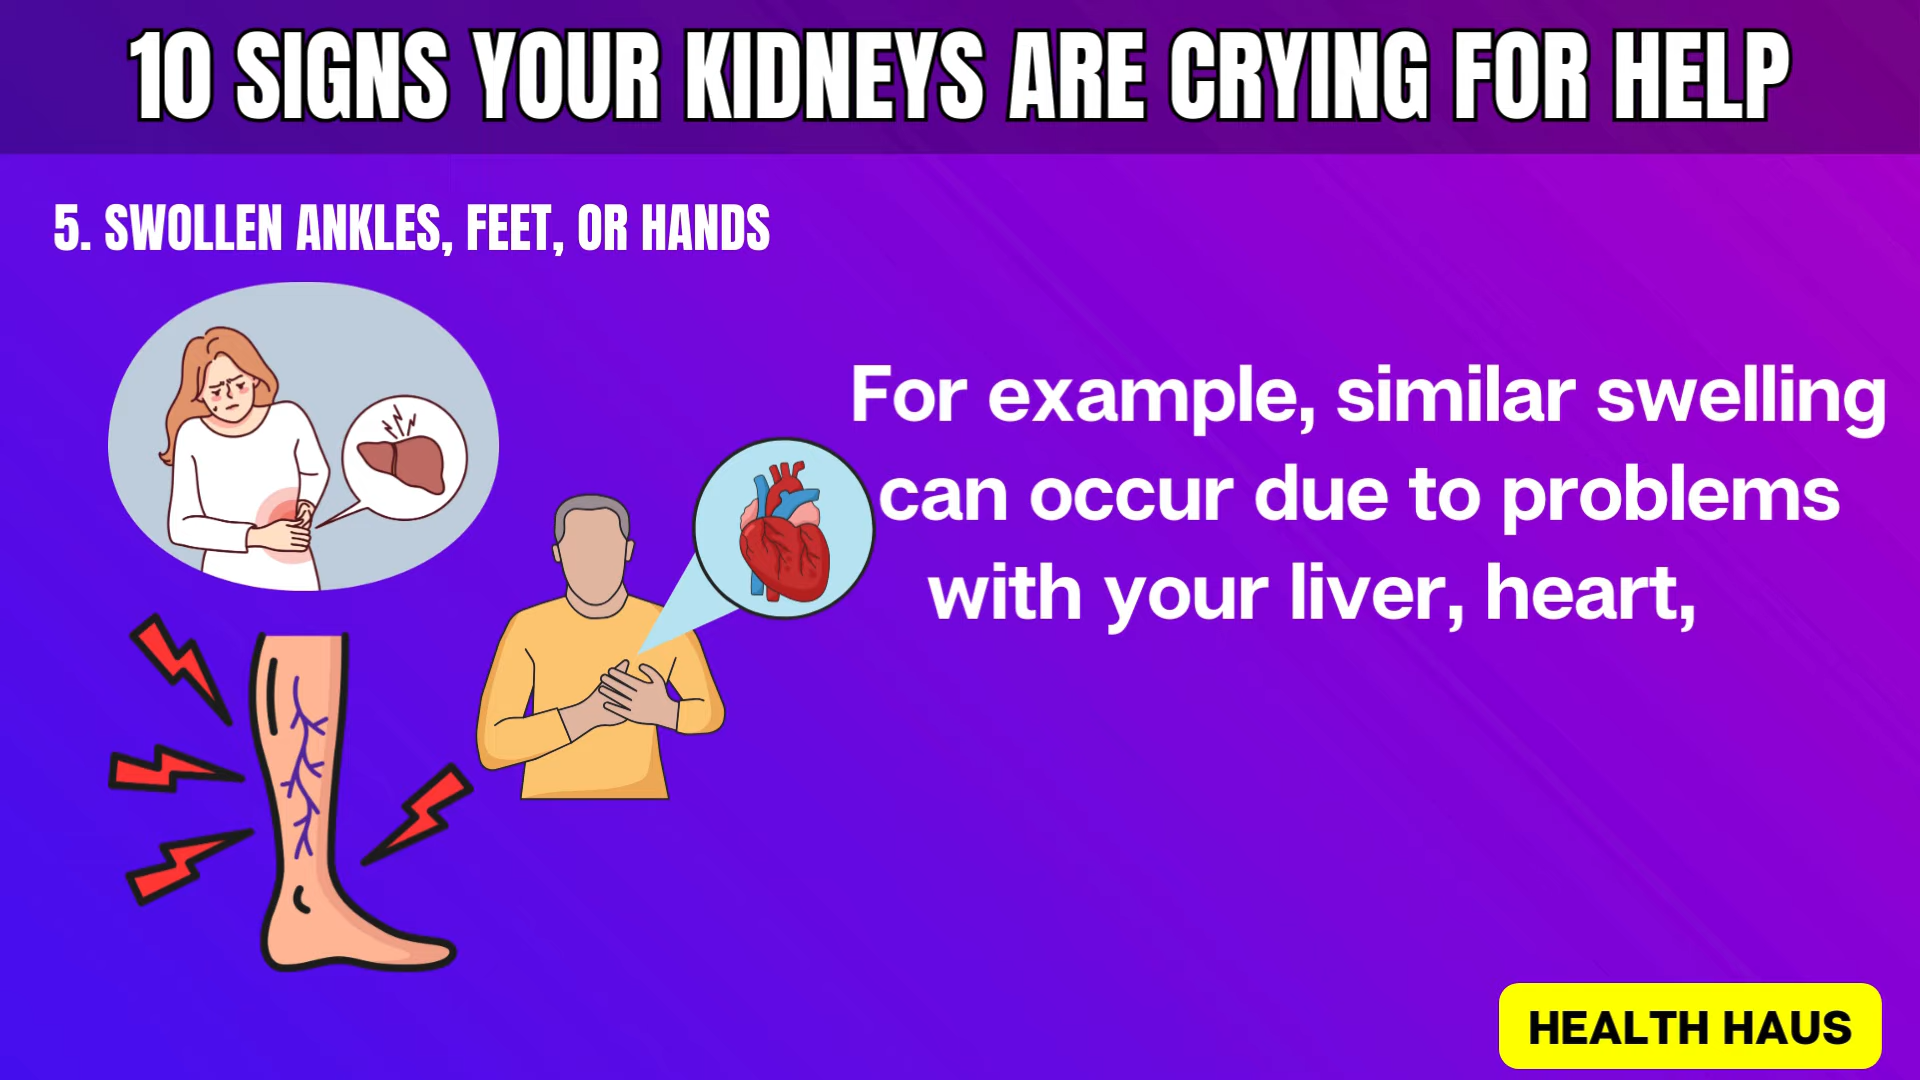 10 SIGNS YOUR KIDNEYS ARE CRYING FOR HELP
5. SWOLLEN ANKLES, FEET, OR HANDS
For example, similar swelling
can occur due to problems
with your liver, heart,
HEALTH HAUS